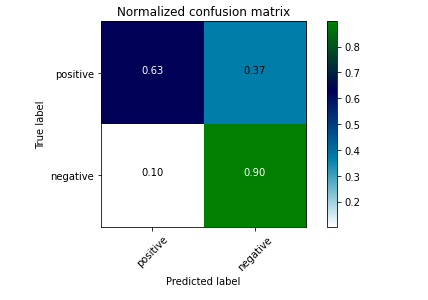 Normalized confusion matrix
True label
positive
0.63
0.37
negative
0.10
0.90
positive
negative
Predicted label
0.8
0.7
0.6
0.5
0.4
0.3
0.2